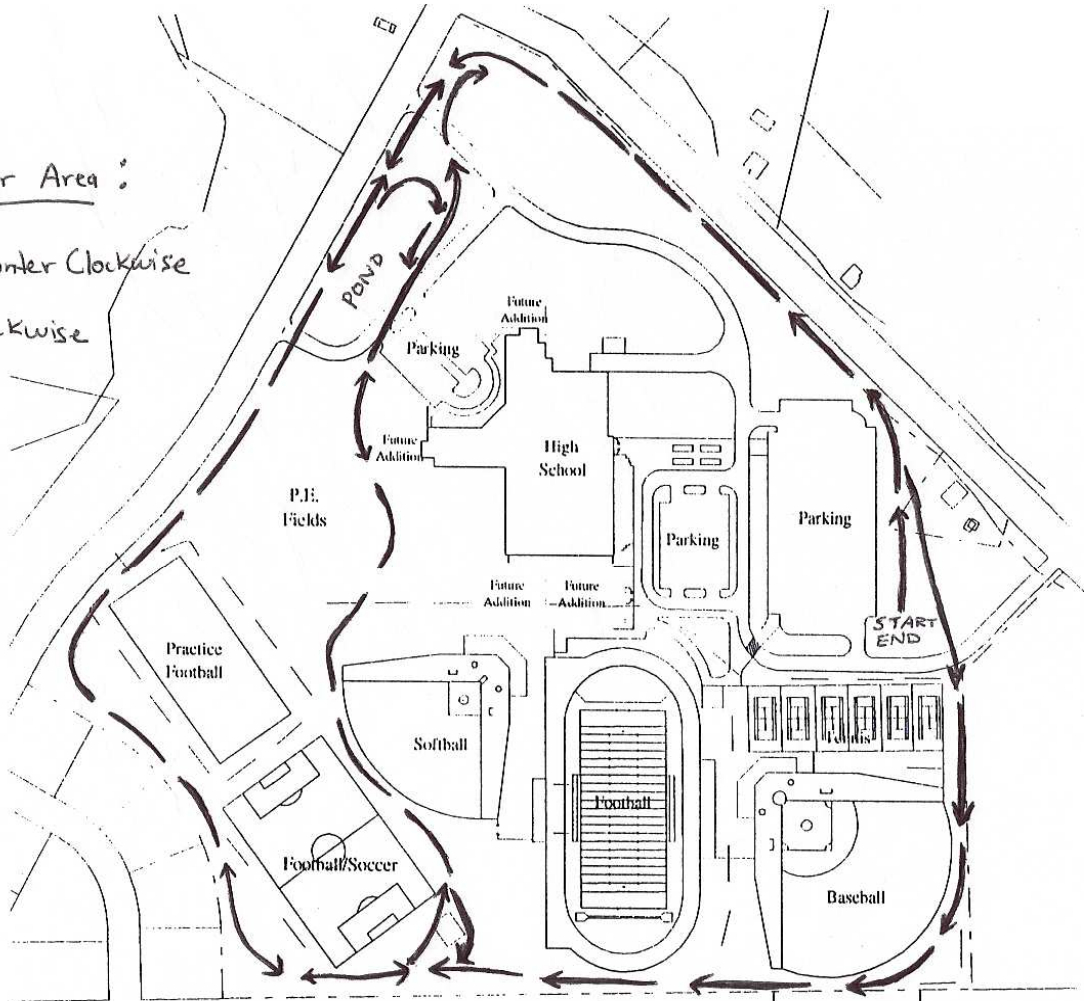 r Area :
nter Clockwise
ckwise
POND
Future
Addition
Parking
Future
Addition
High
School
P.E.
Fields
Parking
Parking
Future
Addition
Future
Addition
START
END
Practice
Football
Softball
Tennis
Football
Football/Soccer
Baseball